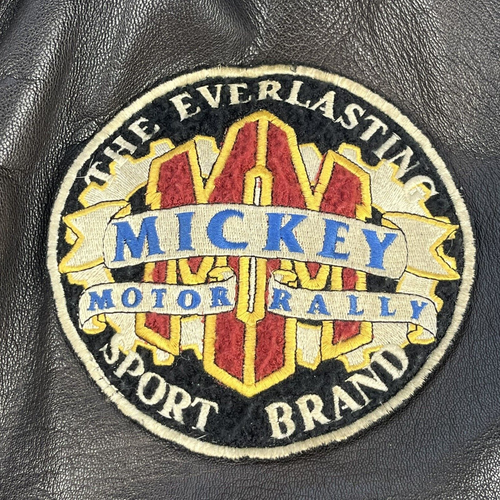 THE EVERLASTING
MICKEY
MOTOR RALLY
SPORT BRAND